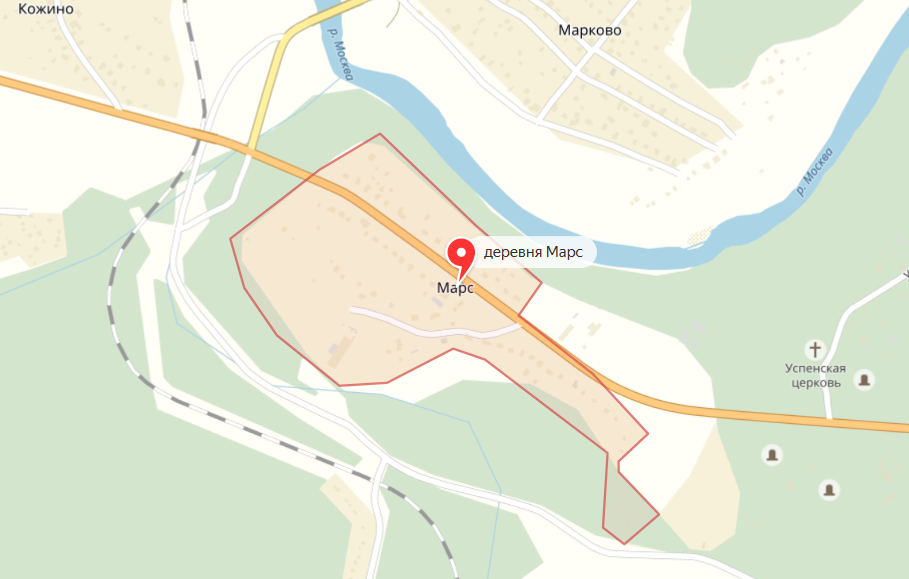 Кожино
Марково
р. Москва
р. Москва
деревня Марс
Марс
Успенская
церковь